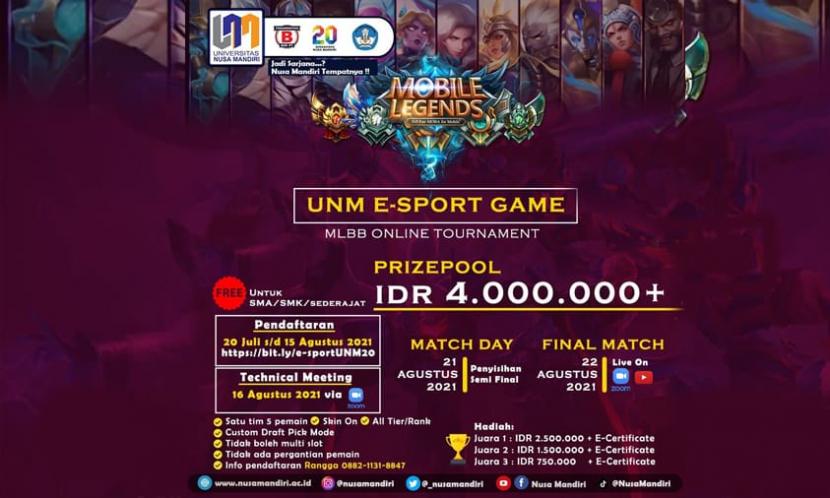 UNIVERSITAS
NUSA MANDIRI
B
20
Jadi Sarjana...?
Nusa Mandiri Tempatnya !!
MOBILE
LEGENDS
UNM E-SPORT GAME
MLBB ONLINE TOURNAMENT
PRIZEPOOL
IDR 4.000.000+
FREE
UNTUK
SMA/SMK/SEDERAJAT
Pendaftaran
20 Juli s/d 15 Agustus 2021
https://bit.ly/e-sportUNM20
Technical Meeting
16 Agustus 2021 via zoom
MATCH DAY
21
AGUSTUS
2021
Penyisihan
Semi Final
FINAL MATCH
22
AGUSTUS
2021
Live On
zoom
Satu tim 5 pemain Skin On All Tier/Rank
Custom Draft Pick Mode
Tidak boleh multi slot
Tidak ada pergantian pemain
Info pendaftaran Rangga 0882-1131-8847
Hadiah:
Juara 1 : IDR 2.500.000 + E-Certificate
Juara 2 : IDR 1.500.000 + E-Certificate
Juara 3 : IDR 750.000 + E-Certificate
www.nusamandiri.ac.id @nusamandiri @_nusamandiri Nusa Mandiri @NusaMandiri